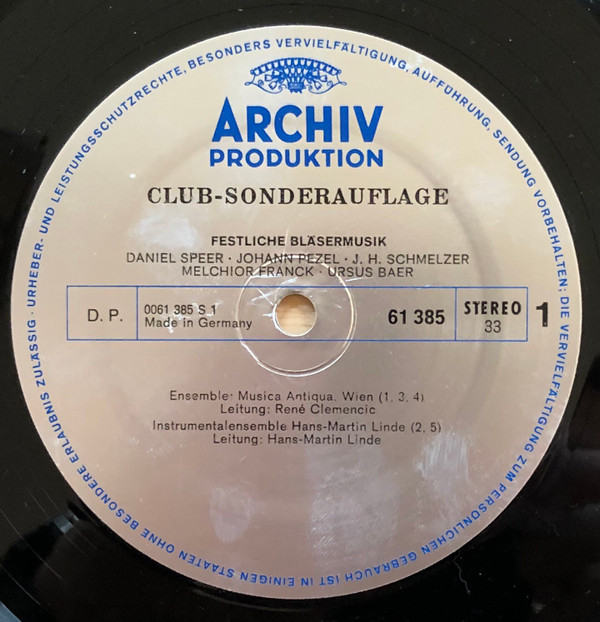 URHEBER- UND LEISTUNGSSCHUTZRECHTE, BESONDERS VERVIELFÄLTIGUNG, AUFFÜHRUNG, SENDUNG VORBEHALTEN; DIE VERVIELFÄLTIGUNG ZUM PERSÖNLICHEN GEBRAUCH IST IN EINIGEN STAATEN OHNE BESONDERE ERLAUBNIS ZULÄSSIG ·
ARCHIV
PRODUKTION
CLUB-SONDERAUFLAGE
FESTLICHE BLÄSERMUSIK
DANIEL SPEER · JOHANN PEZEL · J. H. SCHMELZER
MELCHIOR FRANCK · URSUS BAER
D. P.
0061 385 S 1
Made in Germany
61 385
STEREO
33
1
Ensemble: Musica Antiqua, Wien (1, 3, 4)
Leitung: René Clemencic
Instrumentalensemble Hans-Martin Linde (2, 5)
Leitung: Hans-Martin Linde